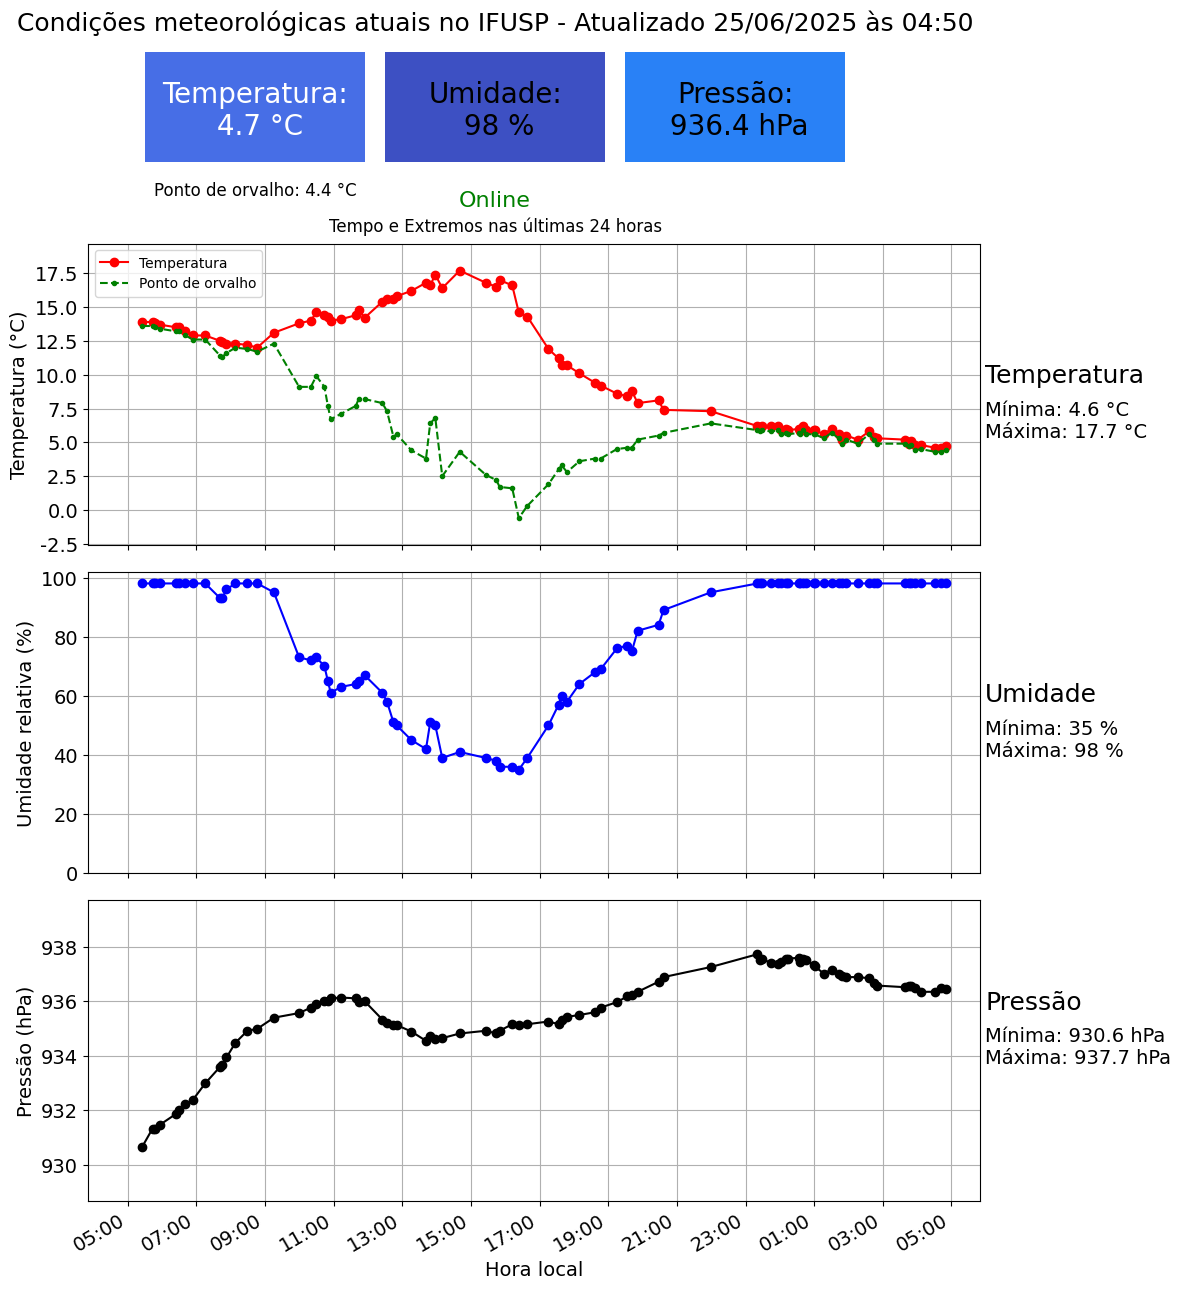 Condições meteorológicas atuais no IFUSP - Atualizado 25/06/2025 às 04:50
Temperatura:
4.7 °C
Umidade:
98 %
Pressão:
936.4 hPa
Ponto de orvalho: 4.4 °C
Online
Tempo e Extremos nas últimas 24 horas
Temperatura
Ponto de orvalho
Temperatura (°C)
17.5
15.0
12.5
10.0
7.5
5.0
2.5
0.0
-2.5
Temperatura
Mínima: 4.6 °C
Máxima: 17.7 °C
Umidade relativa (%)
100
80
60
40
20
0
Umidade
Mínima: 35 %
Máxima: 98 %
Pressão (hPa)
938
936
934
932
930
Pressão
Mínima: 930.6 hPa
Máxima: 937.7 hPa
05:00
07:00
09:00
11:00
13:00
15:00
17:00
19:00
21:00
23:00
01:00
03:00
05:00
Hora local